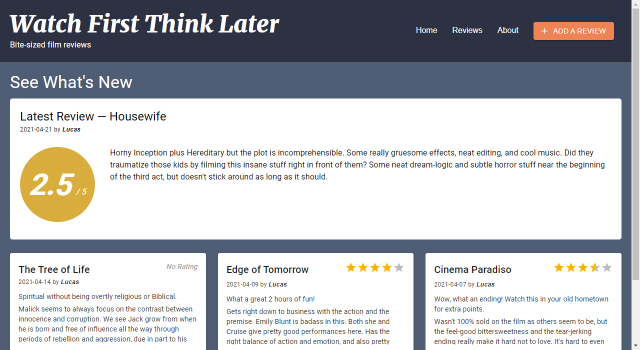 Watch First Think Later
Bite-sized film reviews
Home Reviews About + ADD A REVIEW
See What's New
Latest Review — Housewife
2021-04-21 by Lucas
2.5 / 5
Horny Inception plus Hereditary but the plot is incomprehensible. Some really gruesome effects, neat editing, and cool music. Did they
traumatize those kids by filming this insane stuff right in front of them? Some neat dream-logic and subtle horror stuff near the beginning
of the third act, but doesn't stick around as long as it should.
The Tree of Life
No Rating
2021-04-14 by Lucas
Spiritual without being overtly religious or Biblical.
Malick seems to always focus on the contrast between
innocence and corruption. We see Jack grow from when
he is born and free of influence all the way through
periods of rebellion and aggression, due in part to his
Edge of Tomorrow
2021-04-09 by Lucas
What a great 2 hours of fun!
Gets right down to business with the action and the
premise. Emily Blunt is badass in this. Both she and
Cruise give pretty good performances here. Has the
right balance of action and emotion, and also pretty
Cinema Paradiso
2021-04-07 by Lucas
Wow, what an ending! Watch this in your old hometown
for extra points.
Wasn't 100% sold on the film as others seem to be, but
the feel-good bittersweetness and the tear-jerking
ending really make it hard not to love. It's hard to even